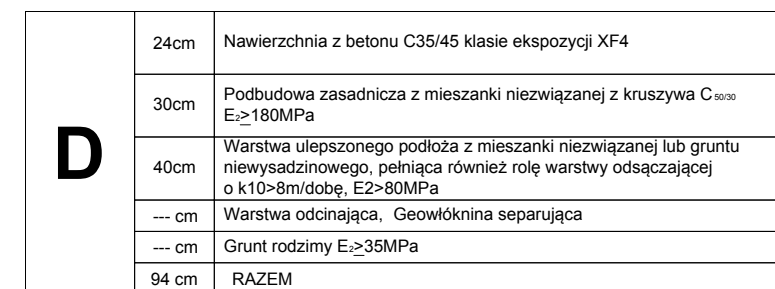 D
24cm Nawierzchnia z betonu C35/45 klasie ekspozycji XF4
30cm Podbudowa zasadnicza z mieszanki niezwiązanej z kruszywa C 50/30
E₂≥180MPa
40cm Warstwa ulepszonego podłoża z mieszanki niezwiązanej lub gruntu
niewysadzinowego, pełniąca również rolę warstwy odsączającej
o k10>8m/dobę, E2>80MPa
--- cm Warstwa odcinająca, Geowłóknina separująca
--- cm Grunt rodzimy E₂≥35MPa
94 cm RAZEM